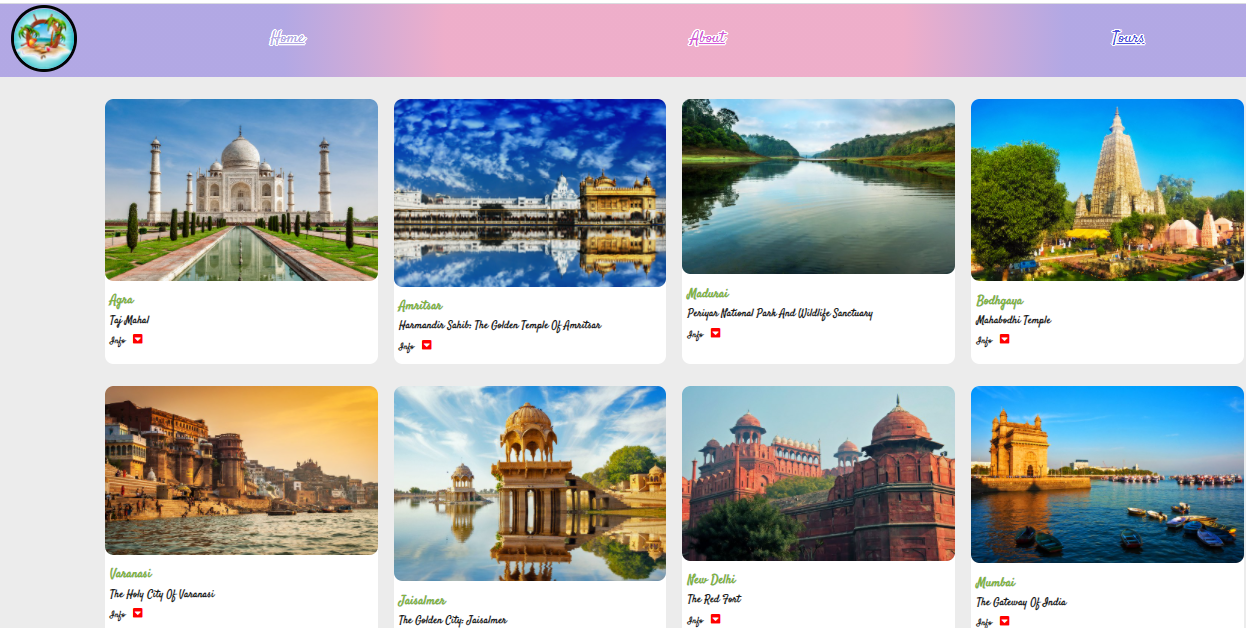 Home
About
Tours
Agra
Taj Mahal
Info
Amritsar
Harmandir Sahib: The Golden Temple Of Amritsar
Info
Madurai
Periyar National Park And Wildlife Sanctuary
Info
Bodhgaya
Mahabodhi Temple
Info
Varanasi
The Holy City Of Varanasi
Info
Jaisalmer
The Golden City: Jaisalmer
New Delhi
The Red Fort
Info
Mumbai
The Gateway Of India
Info